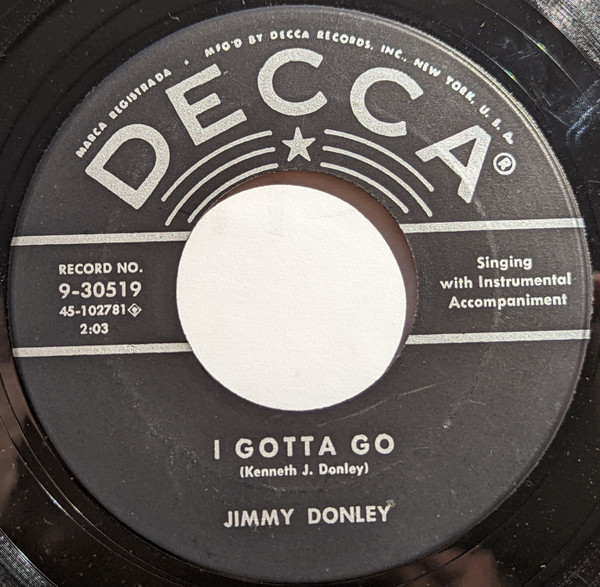 MARCA REGISTRADA • MFG'D BY DECCA RECORDS, INC., NEW YORK, U. S. A.
DECCA®
RECORD NO.
9-30519
45-102781
2:03
Singing
with Instrumental
Accompaniment
I GOTTA GO
(Kenneth J. Donley)
JIMMY DONLEY